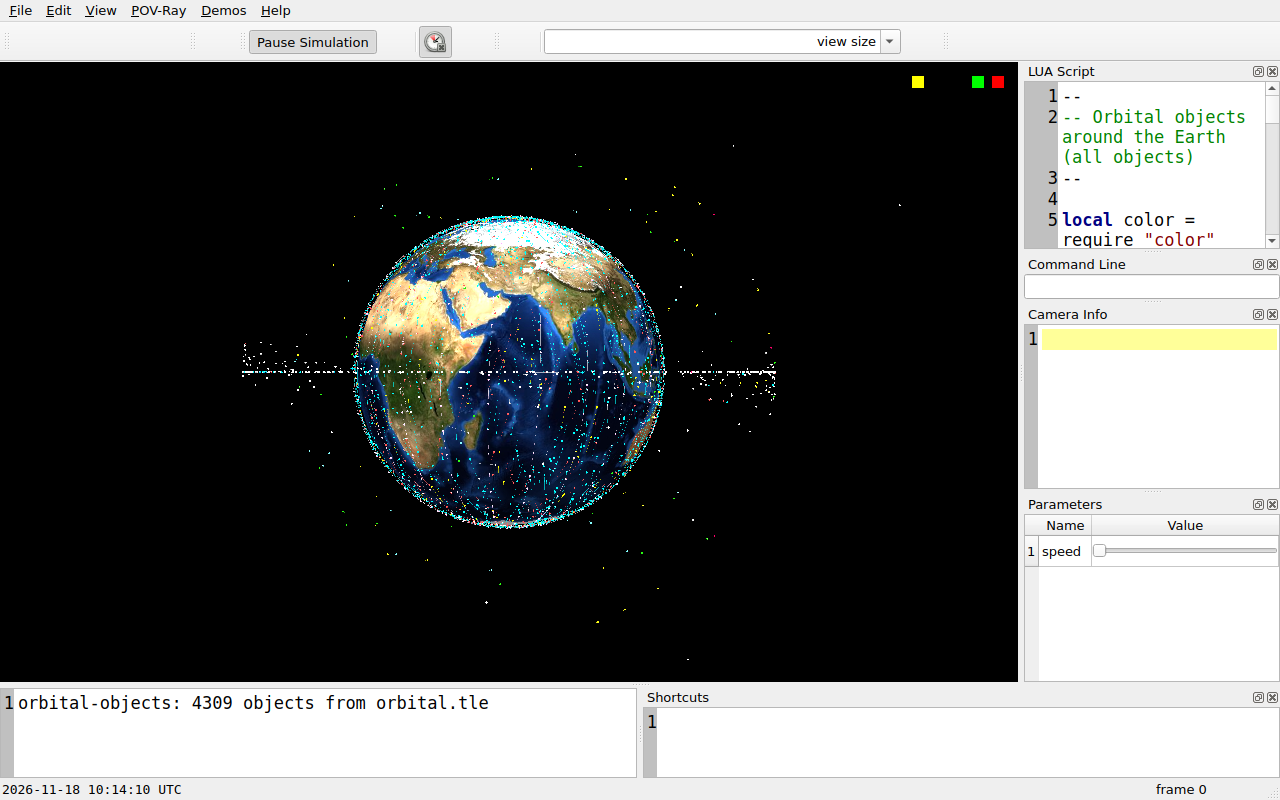 File Edit View POV-Ray Demos Help
Pause Simulation
view size
LUA Script
1 --
2 -- Orbital objects
around the Earth
(all objects)
3 --
4
5 local color =
require "color"
Command Line
Camera Info
1
Parameters
Name Value
1 speed
1 orbital-objects: 4309 objects from orbital.tle
Shortcuts
1
2026-11-18 10:14:10 UTC
frame 0